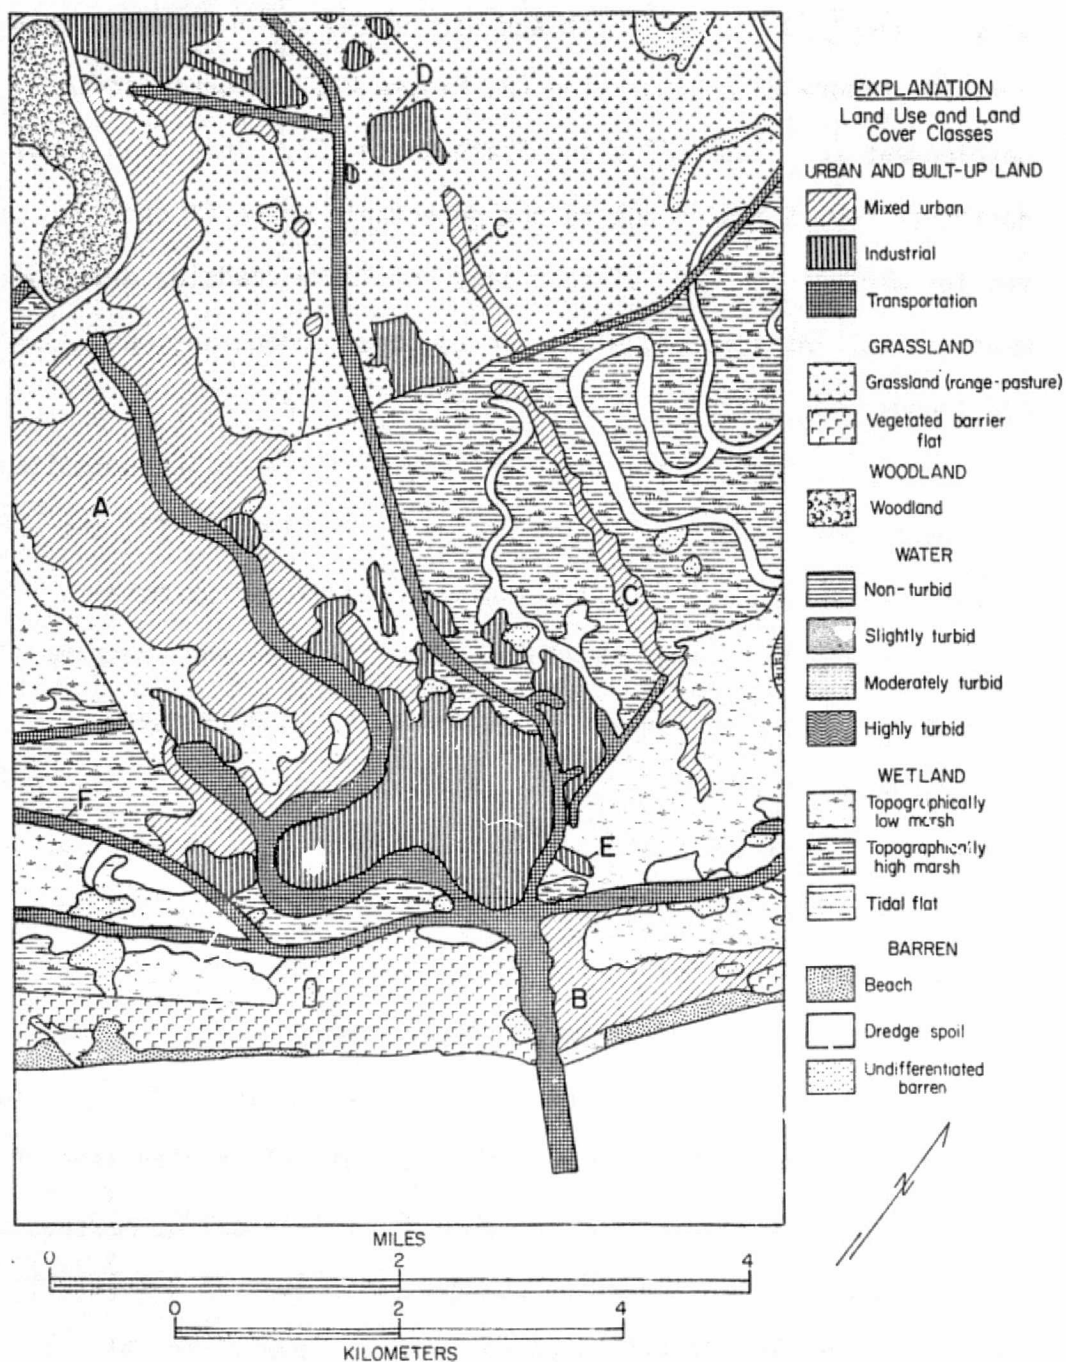 EXPLANATION
Land Use and Land
Cover Classes
URBAN AND BUILT-UP LAND
Mixed urban
Industrial
Transportation
GRASSLAND
Grassland (range-pasture)
Vegetated barrier
flat
WOODLAND
Woodland
WATER
Non-turbid
Slightly turbid
Moderately turbid
Highly turbid
WETLAND
Topographically
low marsh
Topographically
high marsh
Tidal flat
BARREN
Beach
Dredge spoil
Undifferentiated
barren
N
D
C
A
C
F
E
B
MILES
0 2 4
0 2 4
KILOMETERS